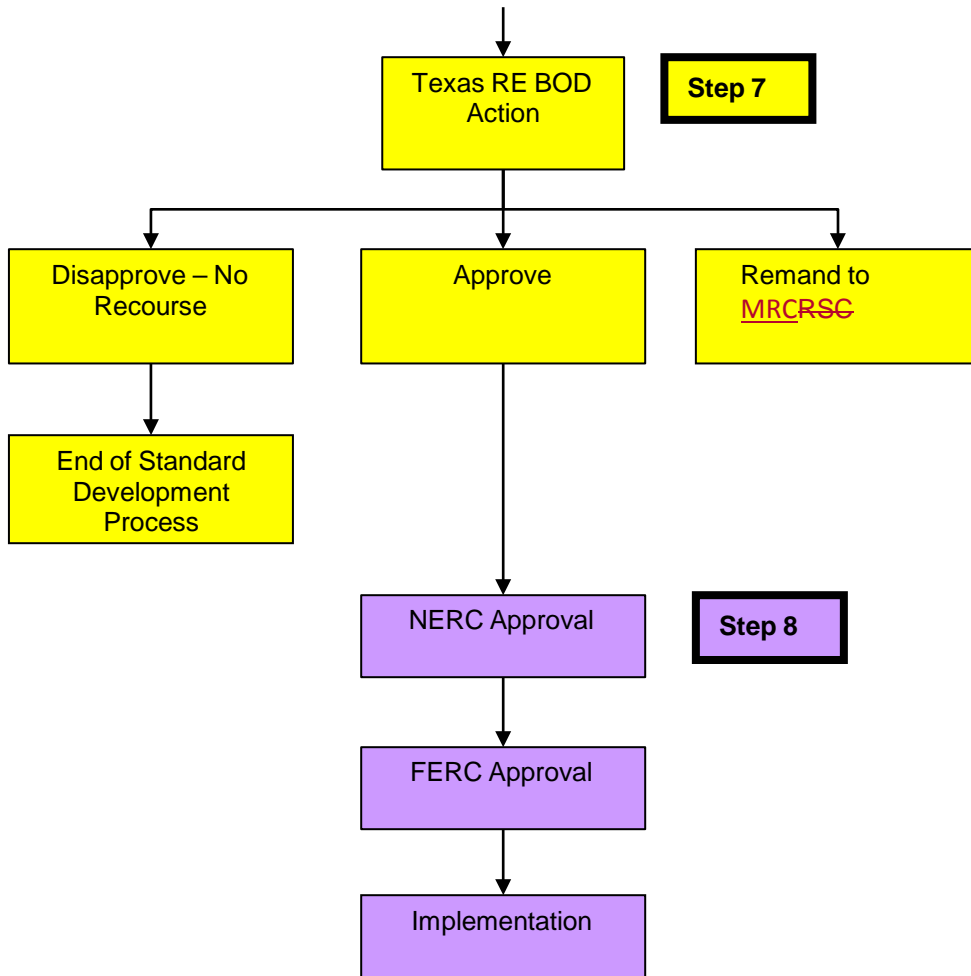 Texas RE BOD
Action
Step 7
Disapprove – No
Recourse
Approve
Remand to
MRCRSC
End of Standard
Development
Process
NERC Approval
Step 8
FERC Approval
Implementation